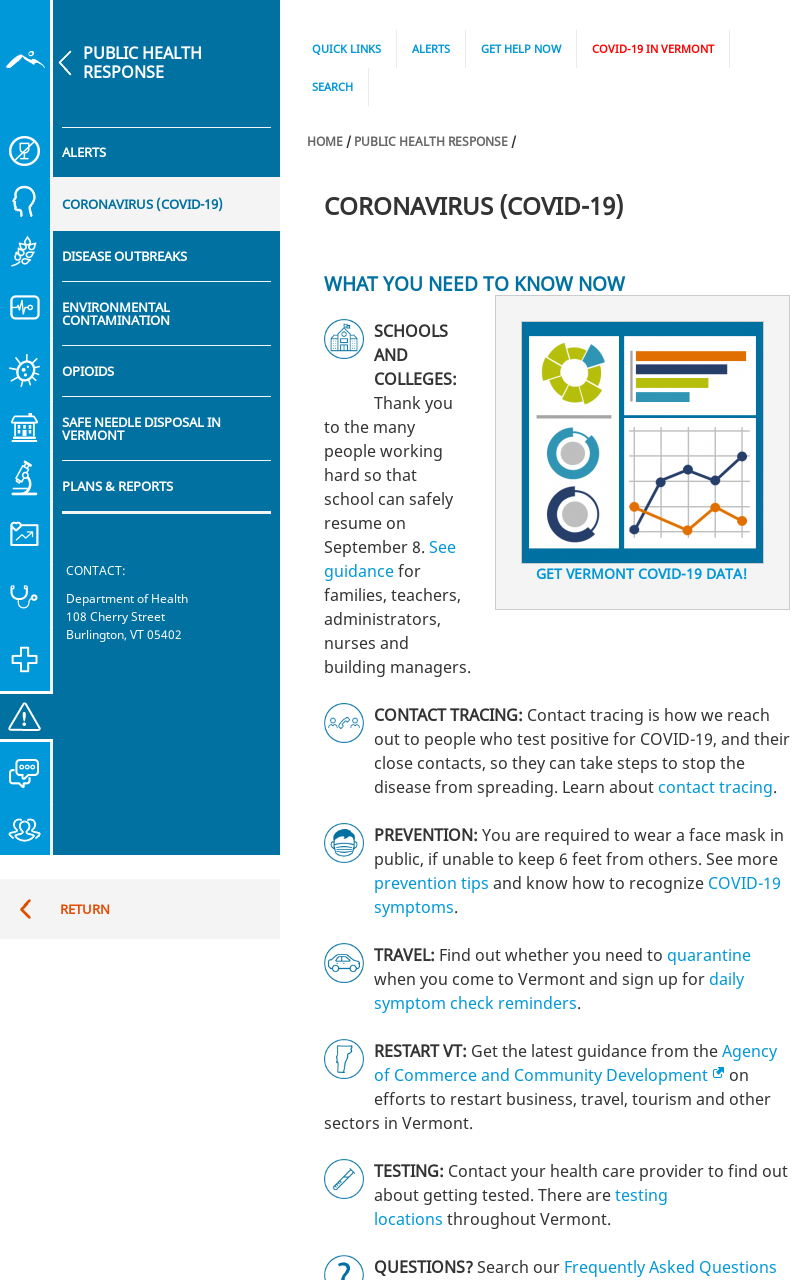 PUBLIC HEALTH
RESPONSE
ALERTS
CORONAVIRUS (COVID-19)
DISEASE OUTBREAKS
ENVIRONMENTAL
CONTAMINATION
OPIOIDS
SAFE NEEDLE DISPOSAL IN
VERMONT
PLANS & REPORTS
CONTACT:
Department of Health
108 Cherry Street
Burlington, VT 05402
RETURN
QUICK LINKS
ALERTS
GET HELP NOW
COVID-19 IN VERMONT
SEARCH
HOME / PUBLIC HEALTH RESPONSE /
CORONAVIRUS (COVID-19)
WHAT YOU NEED TO KNOW NOW
SCHOOLS
AND
COLLEGES:
Thank you
to the many
people working
hard so that
school can safely
resume on
September 8. See
guidance for
families, teachers,
administrators,
nurses and
building managers.
GET VERMONT COVID-19 DATA!
CONTACT TRACING: Contact tracing is how we reach
out to people who test positive for COVID-19, and their
close contacts, so they can take steps to stop the
disease from spreading. Learn about contact tracing.
PREVENTION: You are required to wear a face mask in
public, if unable to keep 6 feet from others. See more
prevention tips and know how to recognize COVID-19
symptoms.
TRAVEL: Find out whether you need to quarantine
when you come to Vermont and sign up for daily
symptom check reminders.
RESTART VT: Get the latest guidance from the Agency
of Commerce and Community Development on
efforts to restart business, travel, tourism and other
sectors in Vermont.
TESTING: Contact your health care provider to find out
about getting tested. There are testing
locations throughout Vermont.
QUESTIONS? Search our Frequently Asked Questions